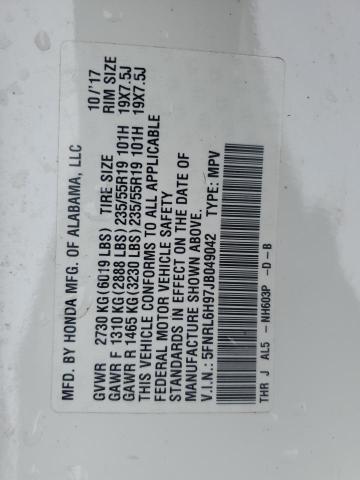 MFD. BY HONDA MFG. OF ALABAMA, LLC 10/'17
GVWR 2730 KG(6019 LBS) TIRE SIZE RIM SIZE
GAWR F 1310 KG(2888 LBS)235/55R19 101H 19X7.5J
GAWR R 1465 KG(3230 LBS)235/55R19 101H 19X7.5J
THIS VEHICLE CONFORMS TO ALL APPLICABLE
FEDERAL MOTOR VEHICLE SAFETY
STANDARDS IN EFFECT ON THE DATE OF
MANUFACTURE SHOWN ABOVE.
V.I.N.: 5FNRL6H97JB049042 TYPE: MPV
THR J AL5 - NH603P -D -B